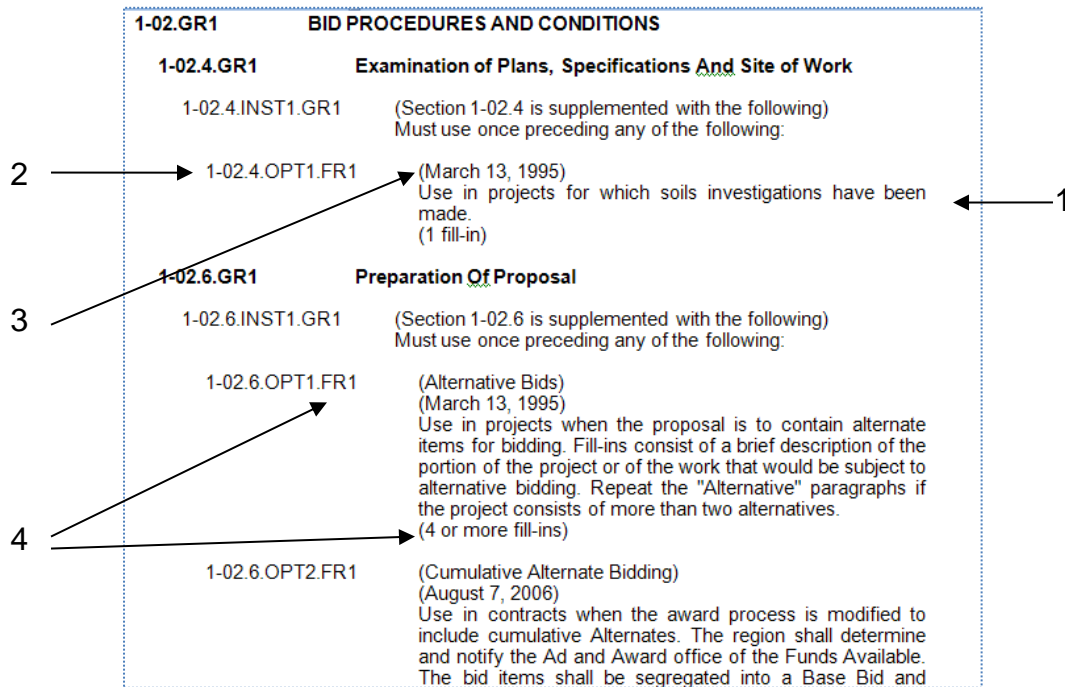 1-02.GR1 BID PROCEDURES AND CONDITIONS
1-02.4.GR1 Examination of Plans, Specifications And Site of Work
1-02.4.INST1.GR1 (Section 1-02.4 is supplemented with the following)
Must use once preceding any of the following:
2 1-02.4.OPT1.FR1 (March 13, 1995)
Use in projects for which soils investigations have been
1
made.
(1 fill-in)
1-02.6.GR1 Preparation Of Proposal
3 1-02.6.INST1.GR1 (Section 1-02.6 is supplemented with the following)
Must use once preceding any of the following:
1-02.6.OPT1.FR1 (Alternative Bids)
(March 13, 1995)
Use in projects when the proposal is to contain alternate
items for bidding. Fill-ins consist of a brief description of the
portion of the project or of the work that would be subject to
alternative bidding. Repeat the "Alternative" paragraphs if
the project consists of more than two alternatives.
4 (4 or more fill-ins)
1-02.6.OPT2.FR1 (Cumulative Alternate Bidding)
(August 7, 2006)
Use in contracts when the award process is modified to
include cumulative Alternates. The region shall determine
and notify the Ad and Award office of the Funds Available.
The bid items shall be segregated into a Base Bid and